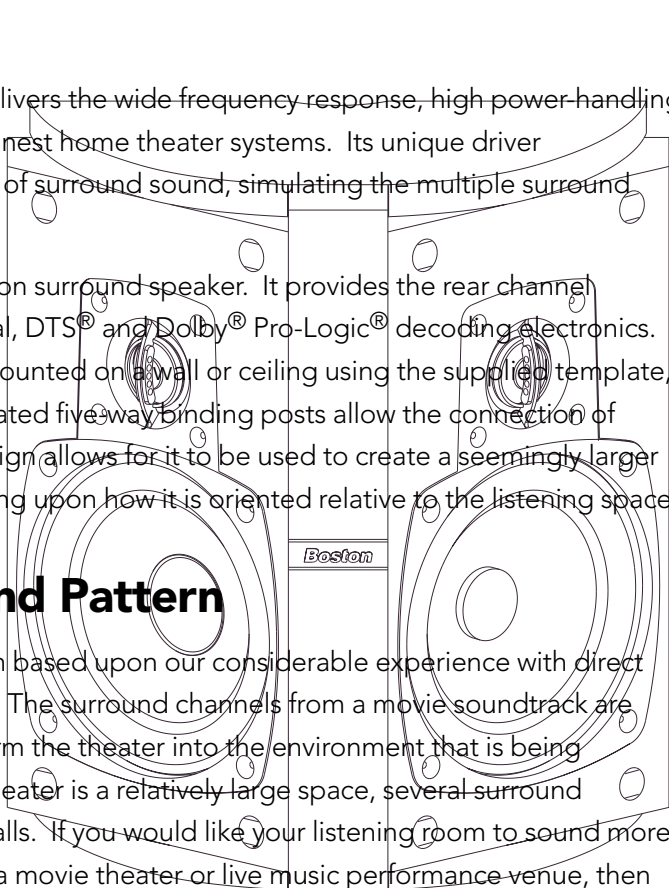 livers the wide frequency response, high power-handling
nest home theater systems. Its unique driver
of surround sound, simulating the multiple surround
on surround speaker. It provides the rear channel
al, DTS® and Dolby® Pro-Logic® decoding electronics.
ounted on a wall or ceiling using the supplied template,
ated five-way binding posts allow the connection of
ign allows for it to be used to create a seemingly larger
ng upon how it is oriented relative to the listening space
Boston
nd Pattern
n based upon our considerable experience with direct
The surround channels from a movie soundtrack are
rm the theater into the environment that is being
eater is a relatively large space, several surround
alls. If you would like your listening room to sound more
a movie theater or live music performance venue, then